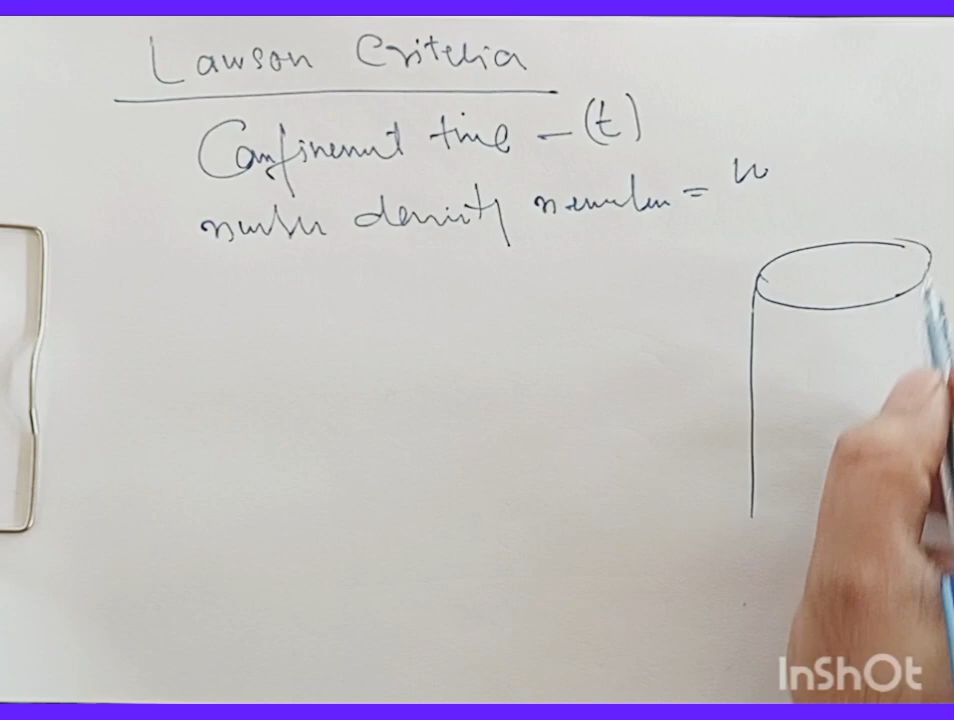 Lawson Criteria
Confinement time - (t)
number density number = n
InShOt